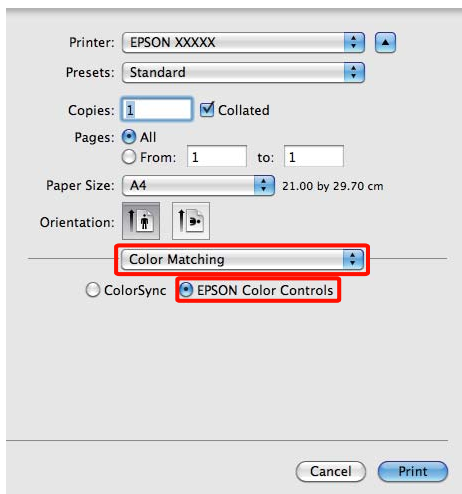 Printer: EPSON XXXXX
Presets: Standard
Copies: 1 Collated
Pages: All
From: 1 to: 1
Paper Size: A4 21.00 by 29.70 cm
Orientation:
Color Matching
ColorSync EPSON Color Controls
Cancel Print